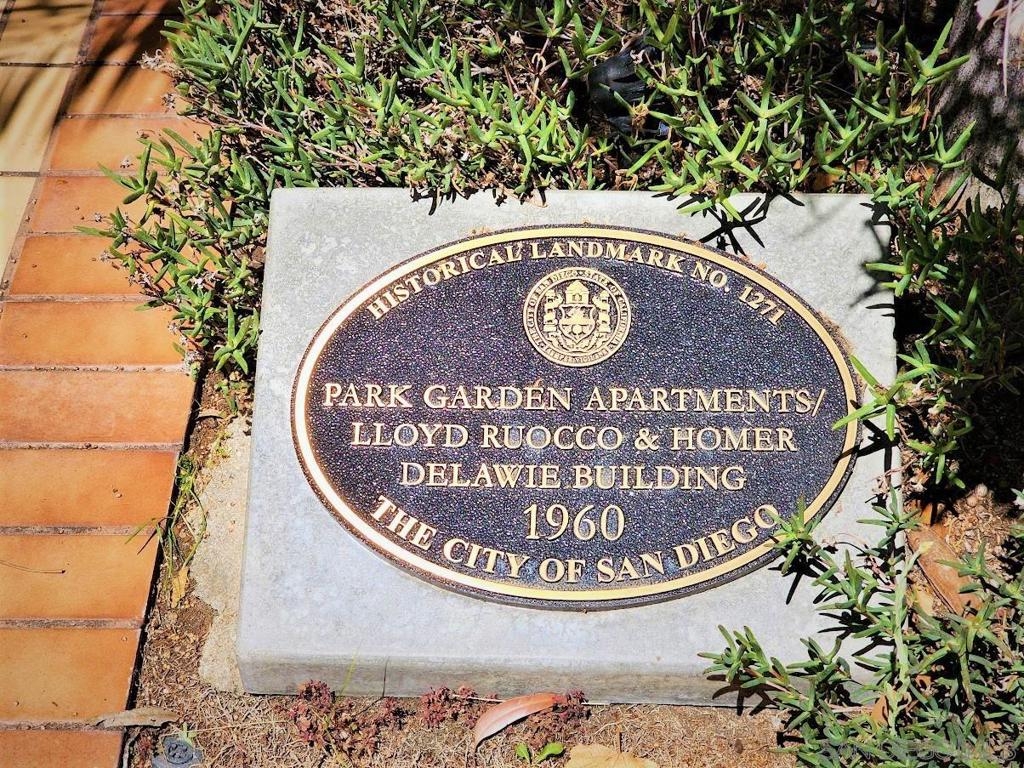 HISTORICAL LANDMARK NO. 1271
PARK GARDEN APARTMENTS/
LLOYD RUOCCO & HOMER
DELAWIE BUILDING
1960
THE CITY OF SAN DIEGO